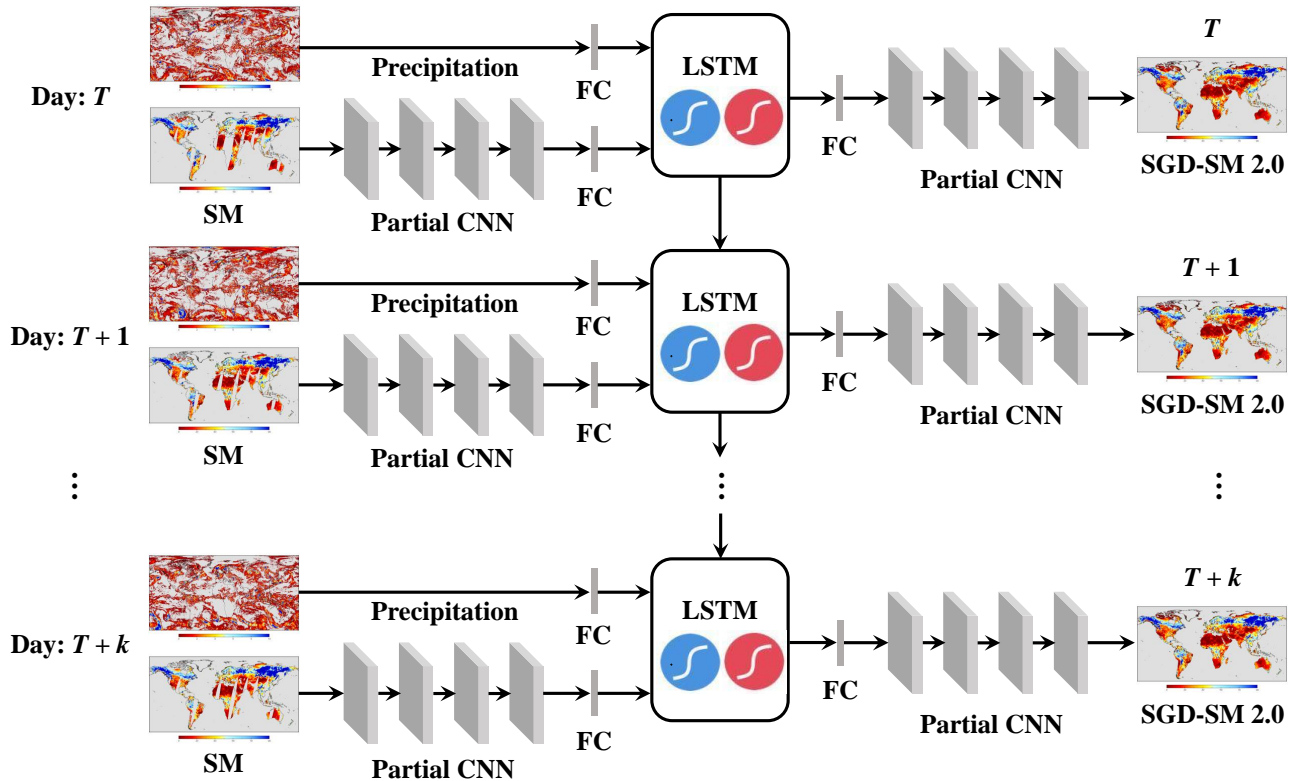 Day: T
Precipitation
FC
LSTM
T
SM
Partial CNN
FC
FC
Partial CNN
SGD-SM 2.0
Day: T + 1
Precipitation
FC
LSTM
T + 1
SM
Partial CNN
FC
FC
Partial CNN
SGD-SM 2.0
⋮
⋮
⋮
Day: T + k
Precipitation
FC
LSTM
T + k
SM
Partial CNN
FC
FC
Partial CNN
SGD-SM 2.0